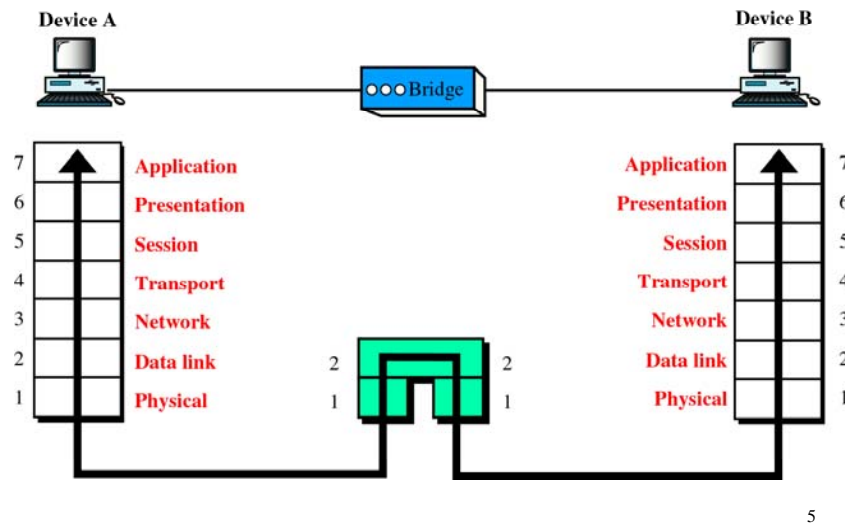 Device A Device B
Bridge
7 Application Application 7
6 Presentation Presentation 6
5 Session Session 5
4 Transport Transport 4
3 Network Network 3
2 Data link 2 2 Data link 2
1 Physical 1 1 Physical 1
5